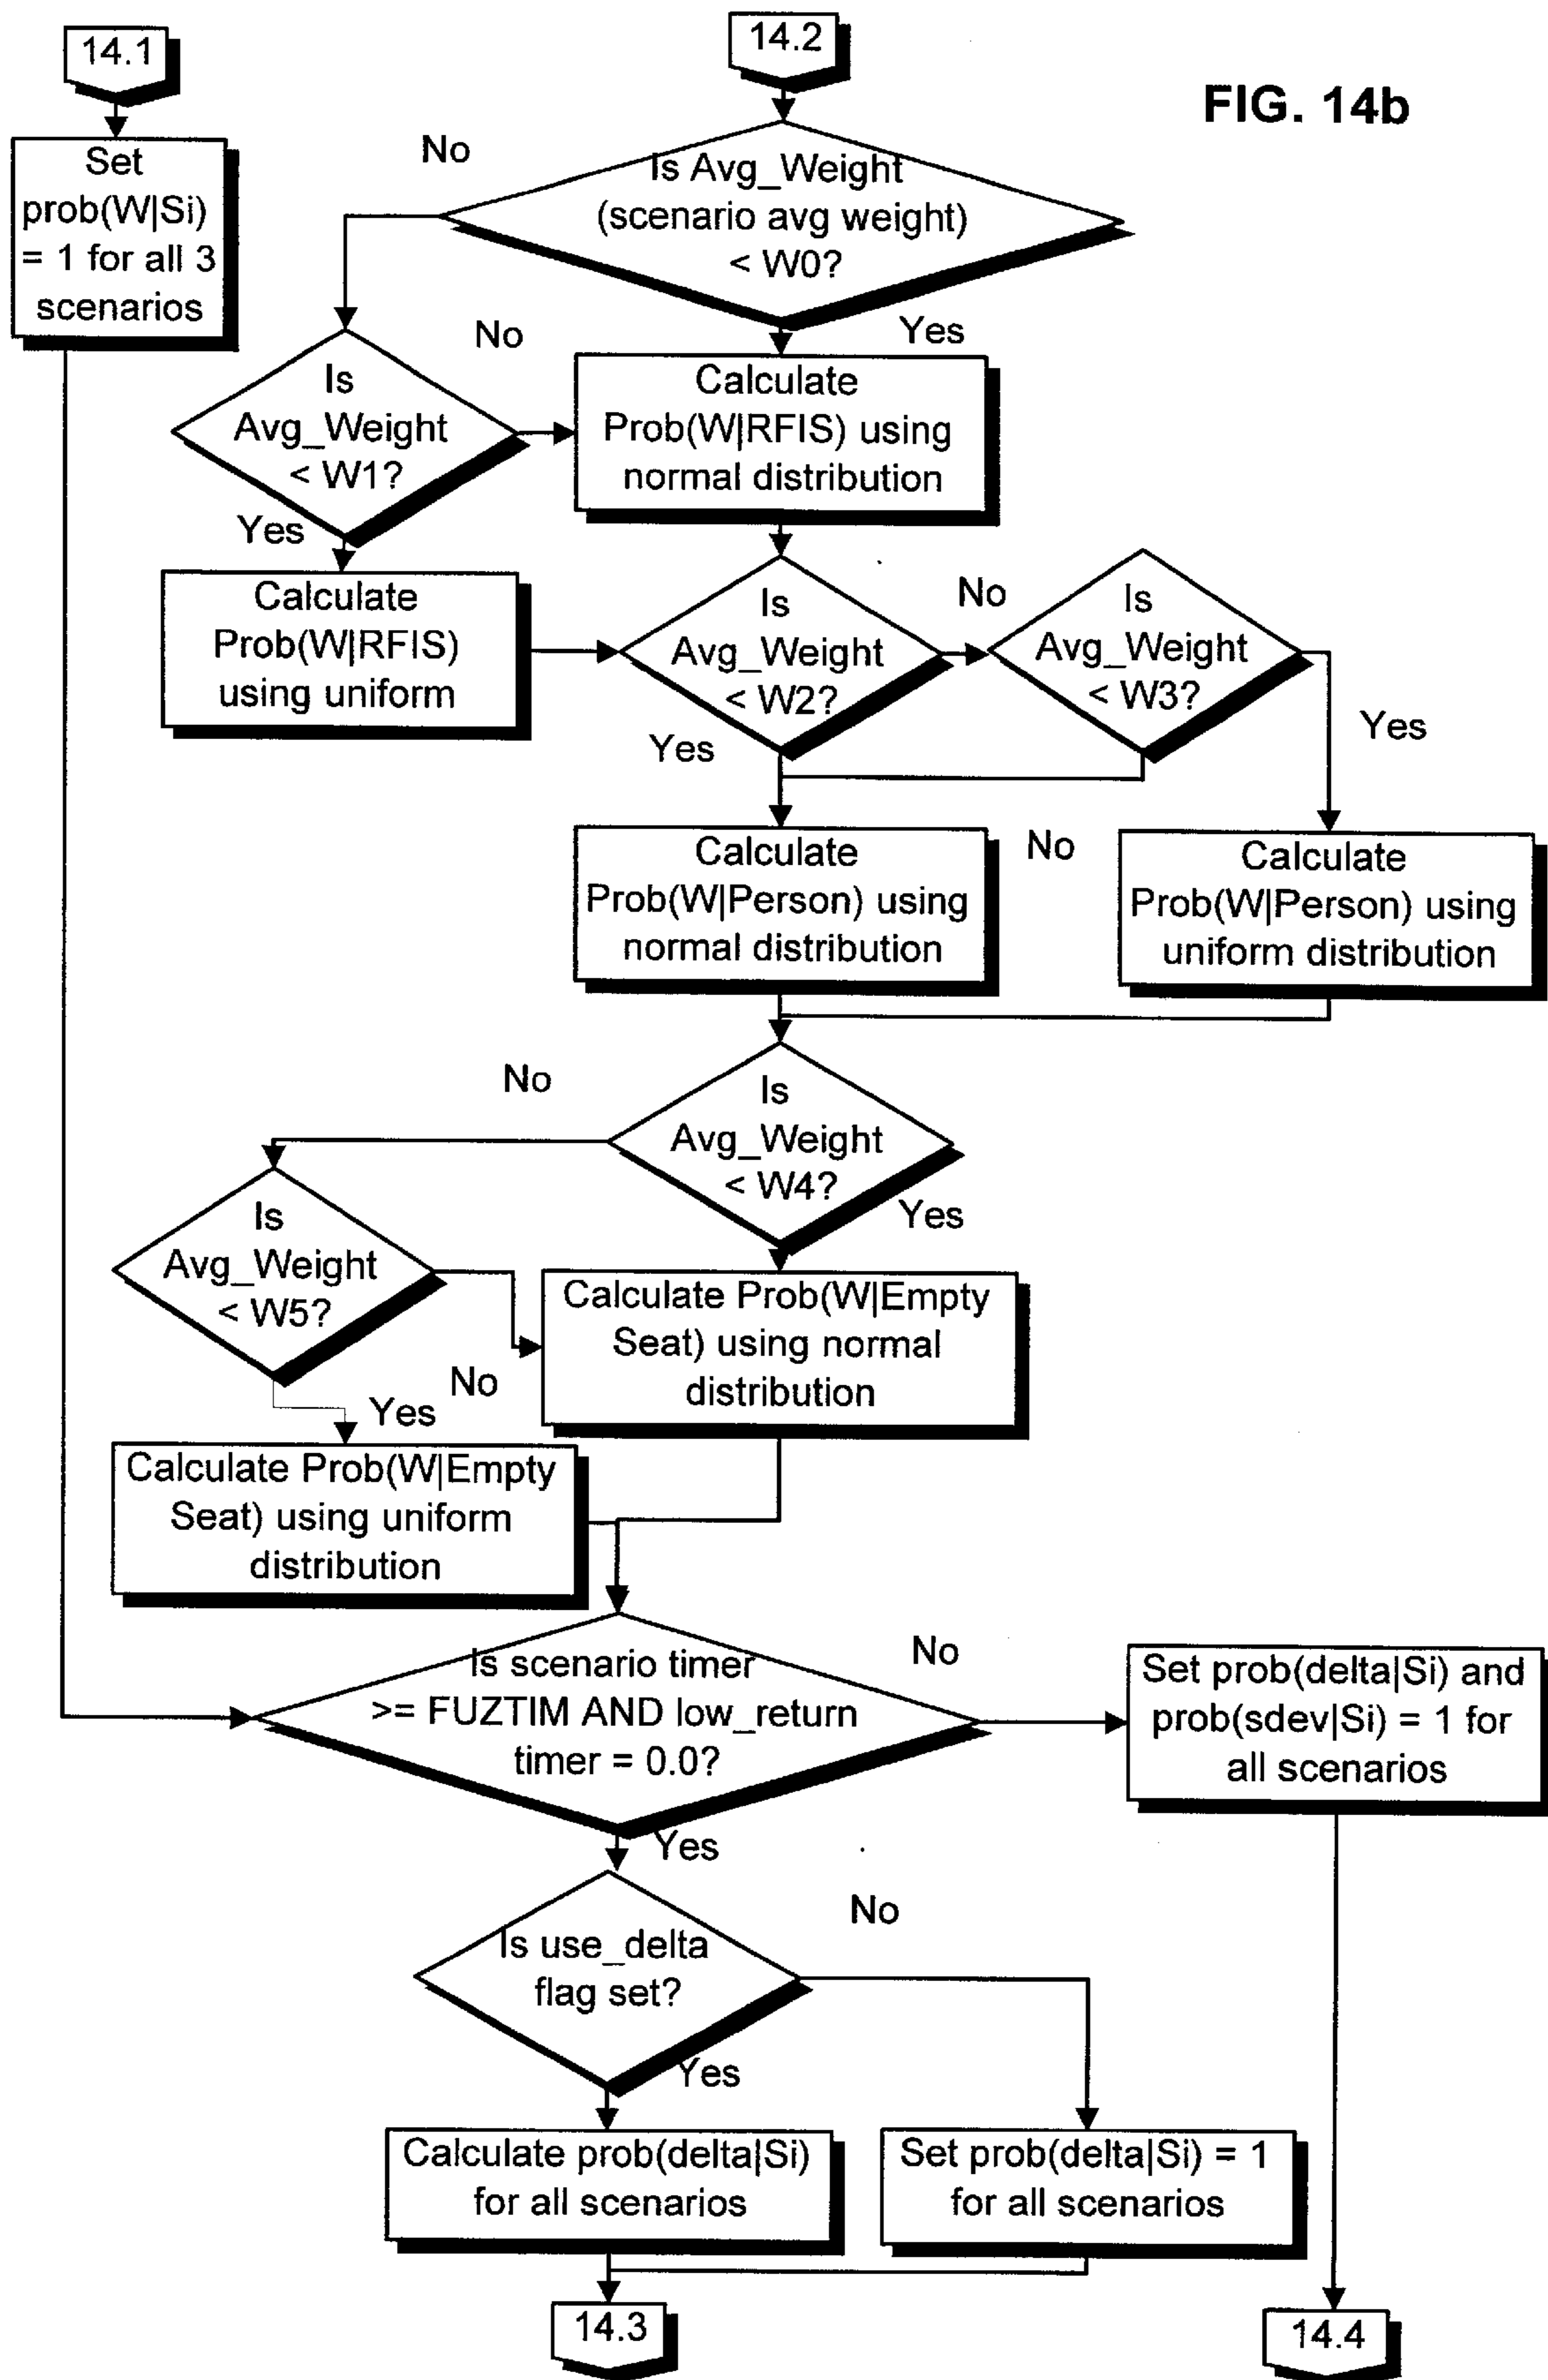 14.1
14.2
FIG. 14b
Set
prob(W|Si)
= 1 for all 3
scenarios
No
Is Avg_Weight
(scenario avg weight)
< W0?
Yes
No
Is
Avg_Weight
< W1?
Yes
Calculate
Prob(W|RFIS) using
normal distribution
Calculate
Prob(W|RFIS)
using uniform
Is
Avg_Weight
< W2?
No
Yes
Is
Avg_Weight
< W3?
Yes
No
Calculate
Prob(W|Person) using
normal distribution
Calculate
Prob(W|Person) using
uniform distribution
No
Is
Avg_Weight
< W4?
Yes
Is
Avg_Weight
< W5?
No
Yes
Calculate Prob(W|Empty
Seat) using normal
distribution
Calculate Prob(W|Empty
Seat) using uniform
distribution
Is scenario timer
>= FUZTIM AND low_return
timer = 0.0?
No
Yes
Set prob(delta|Si) and
prob(sdev|Si) = 1 for
all scenarios
Is use_delta
flag set?
No
Yes
Calculate prob(delta|Si)
for all scenarios
Set prob(delta|Si) = 1
for all scenarios
14.3
14.4